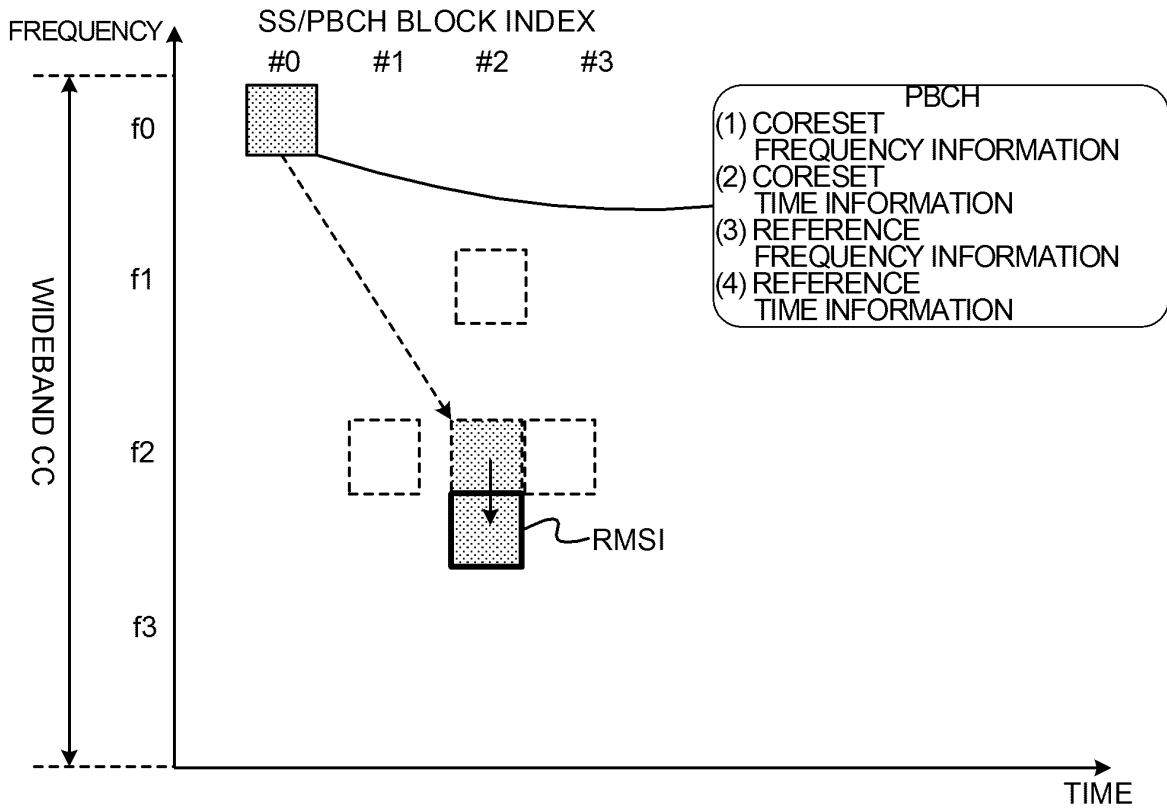 FREQUENCY
SS/PBCH BLOCK INDEX
#0 #1 #2 #3
f0
f1
f2
f3
WIDEBAND CC
PBCH
(1) CORESET
FREQUENCY INFORMATION
(2) CORESET
TIME INFORMATION
(3) REFERENCE
FREQUENCY INFORMATION
(4) REFERENCE
TIME INFORMATION
RMSI
TIME